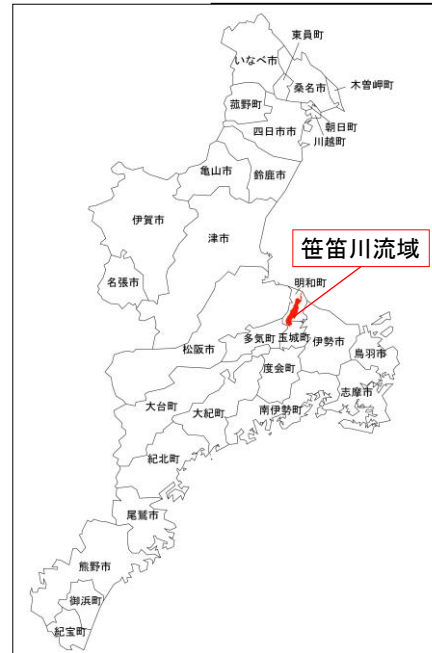 東員町
いなべ市
桑名市
木曽岬町
菰野町
朝日町
四日市市
川越町
亀山市
鈴鹿市
伊賀市
津市
笹笛川流域
名張市
明和町
多気町
玉城町
伊勢市
鳥羽市
松阪市
度会町
志摩市
大台町
大紀町
南伊勢町
紀北町
尾鷲市
熊野市
御浜町
紀宝町